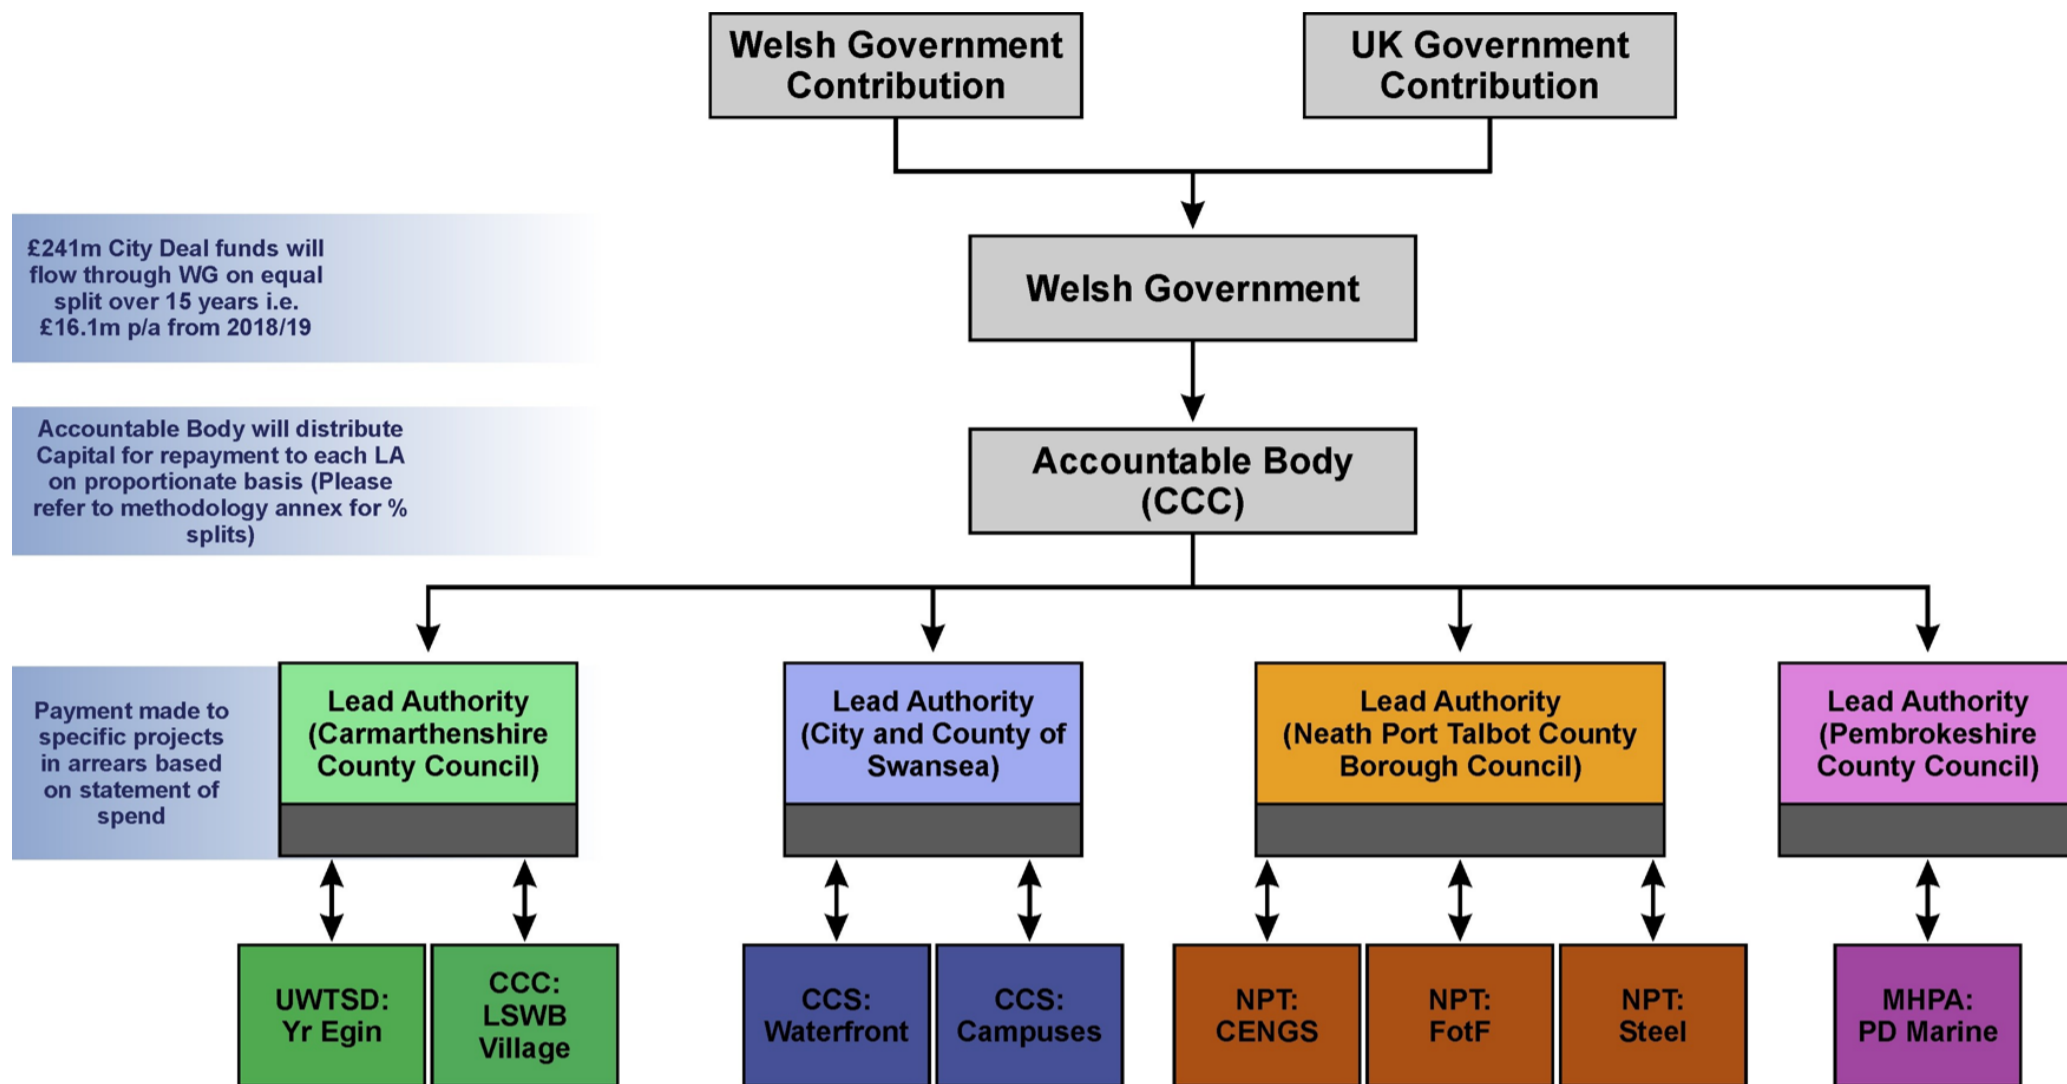 Welsh Government
Contribution
UK Government
Contribution
£241m City Deal funds will
flow through WG on equal
split over 15 years i.e.
£16.1m p/a from 2018/19
Welsh Government
Accountable Body will distribute
Capital for repayment to each LA
on proportionate basis (Please
refer to methodology annex for %
splits)
Accountable Body
(CCC)
Payment made to
specific projects
in arrears based
on statement of
spend
Lead Authority
(Carmarthenshire
County Council)
Lead Authority
(City and County of
Swansea)
Lead Authority
(Neath Port Talbot County
Borough Council)
Lead Authority
(Pembrokeshire
County Council)
UWTSD:
Yr Egin
CCC:
LSWB
Village
CCS:
Waterfront
CCS:
Campuses
NPT:
CENGS
NPT:
FotF
NPT:
Steel
MHPA:
PD Marine